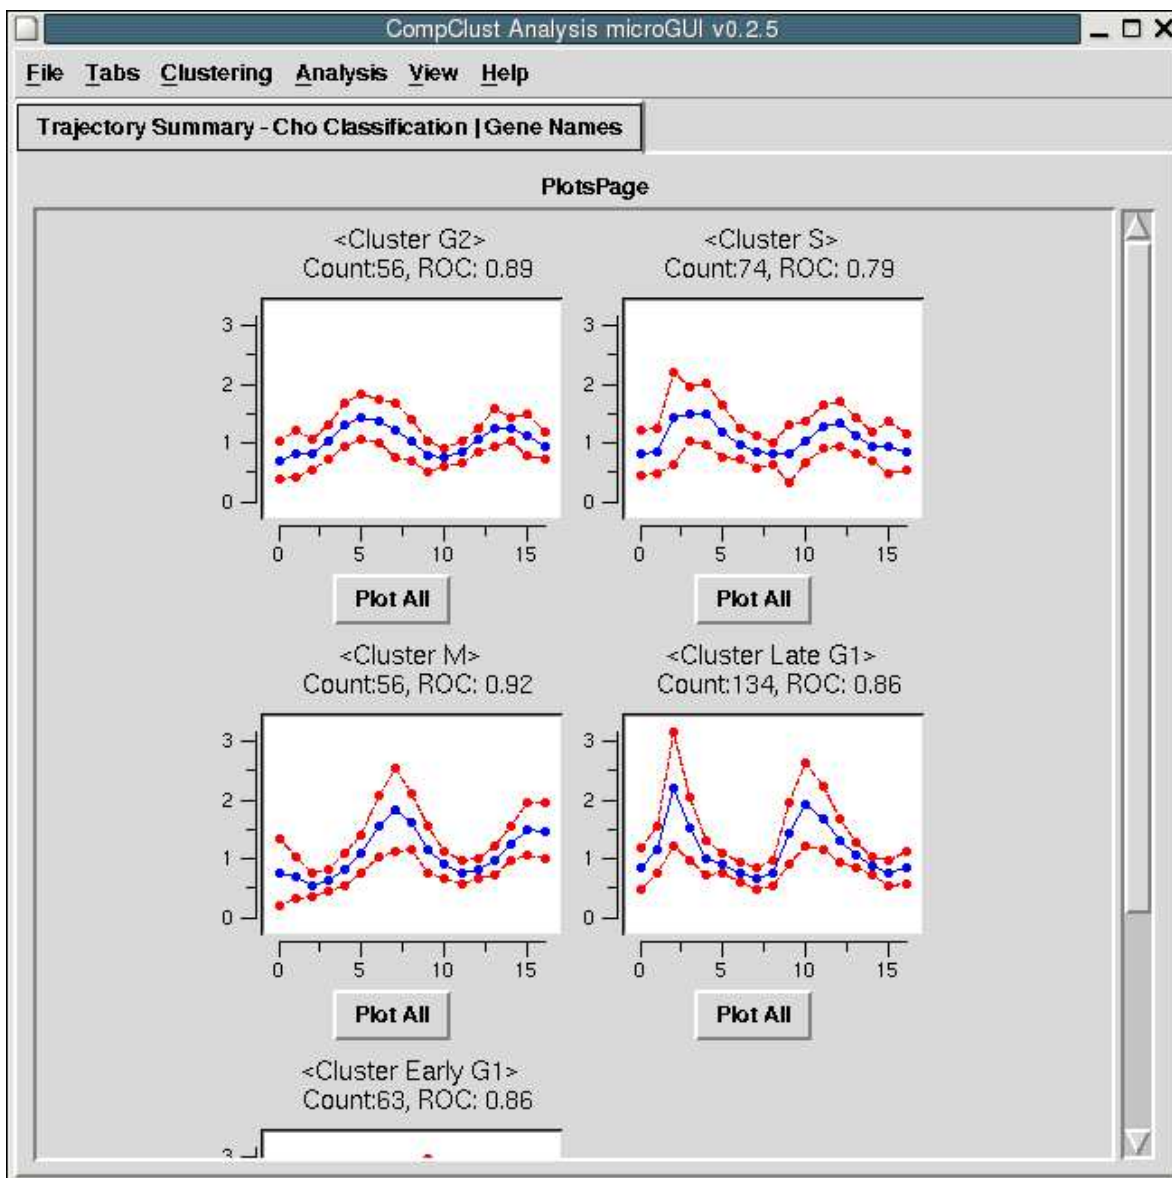 CompClust Analysis microGUI v0.2.5
File Tabs Clustering Analysis View Help
Trajectory Summary - Cho Classification | Gene Names
PlotsPage
<Cluster G2>
Count:56, ROC: 0.89
3
2
1
0
0 5 10 15
Plot All
<Cluster S>
Count:74, ROC: 0.79
3
2
1
0
0 5 10 15
Plot All
<Cluster M>
Count:56, ROC: 0.92
3
2
1
0
0 5 10 15
Plot All
<Cluster Late G1>
Count:134, ROC: 0.86
3
2
1
0
0 5 10 15
Plot All
<Cluster Early G1>
Count:63, ROC: 0.86
3